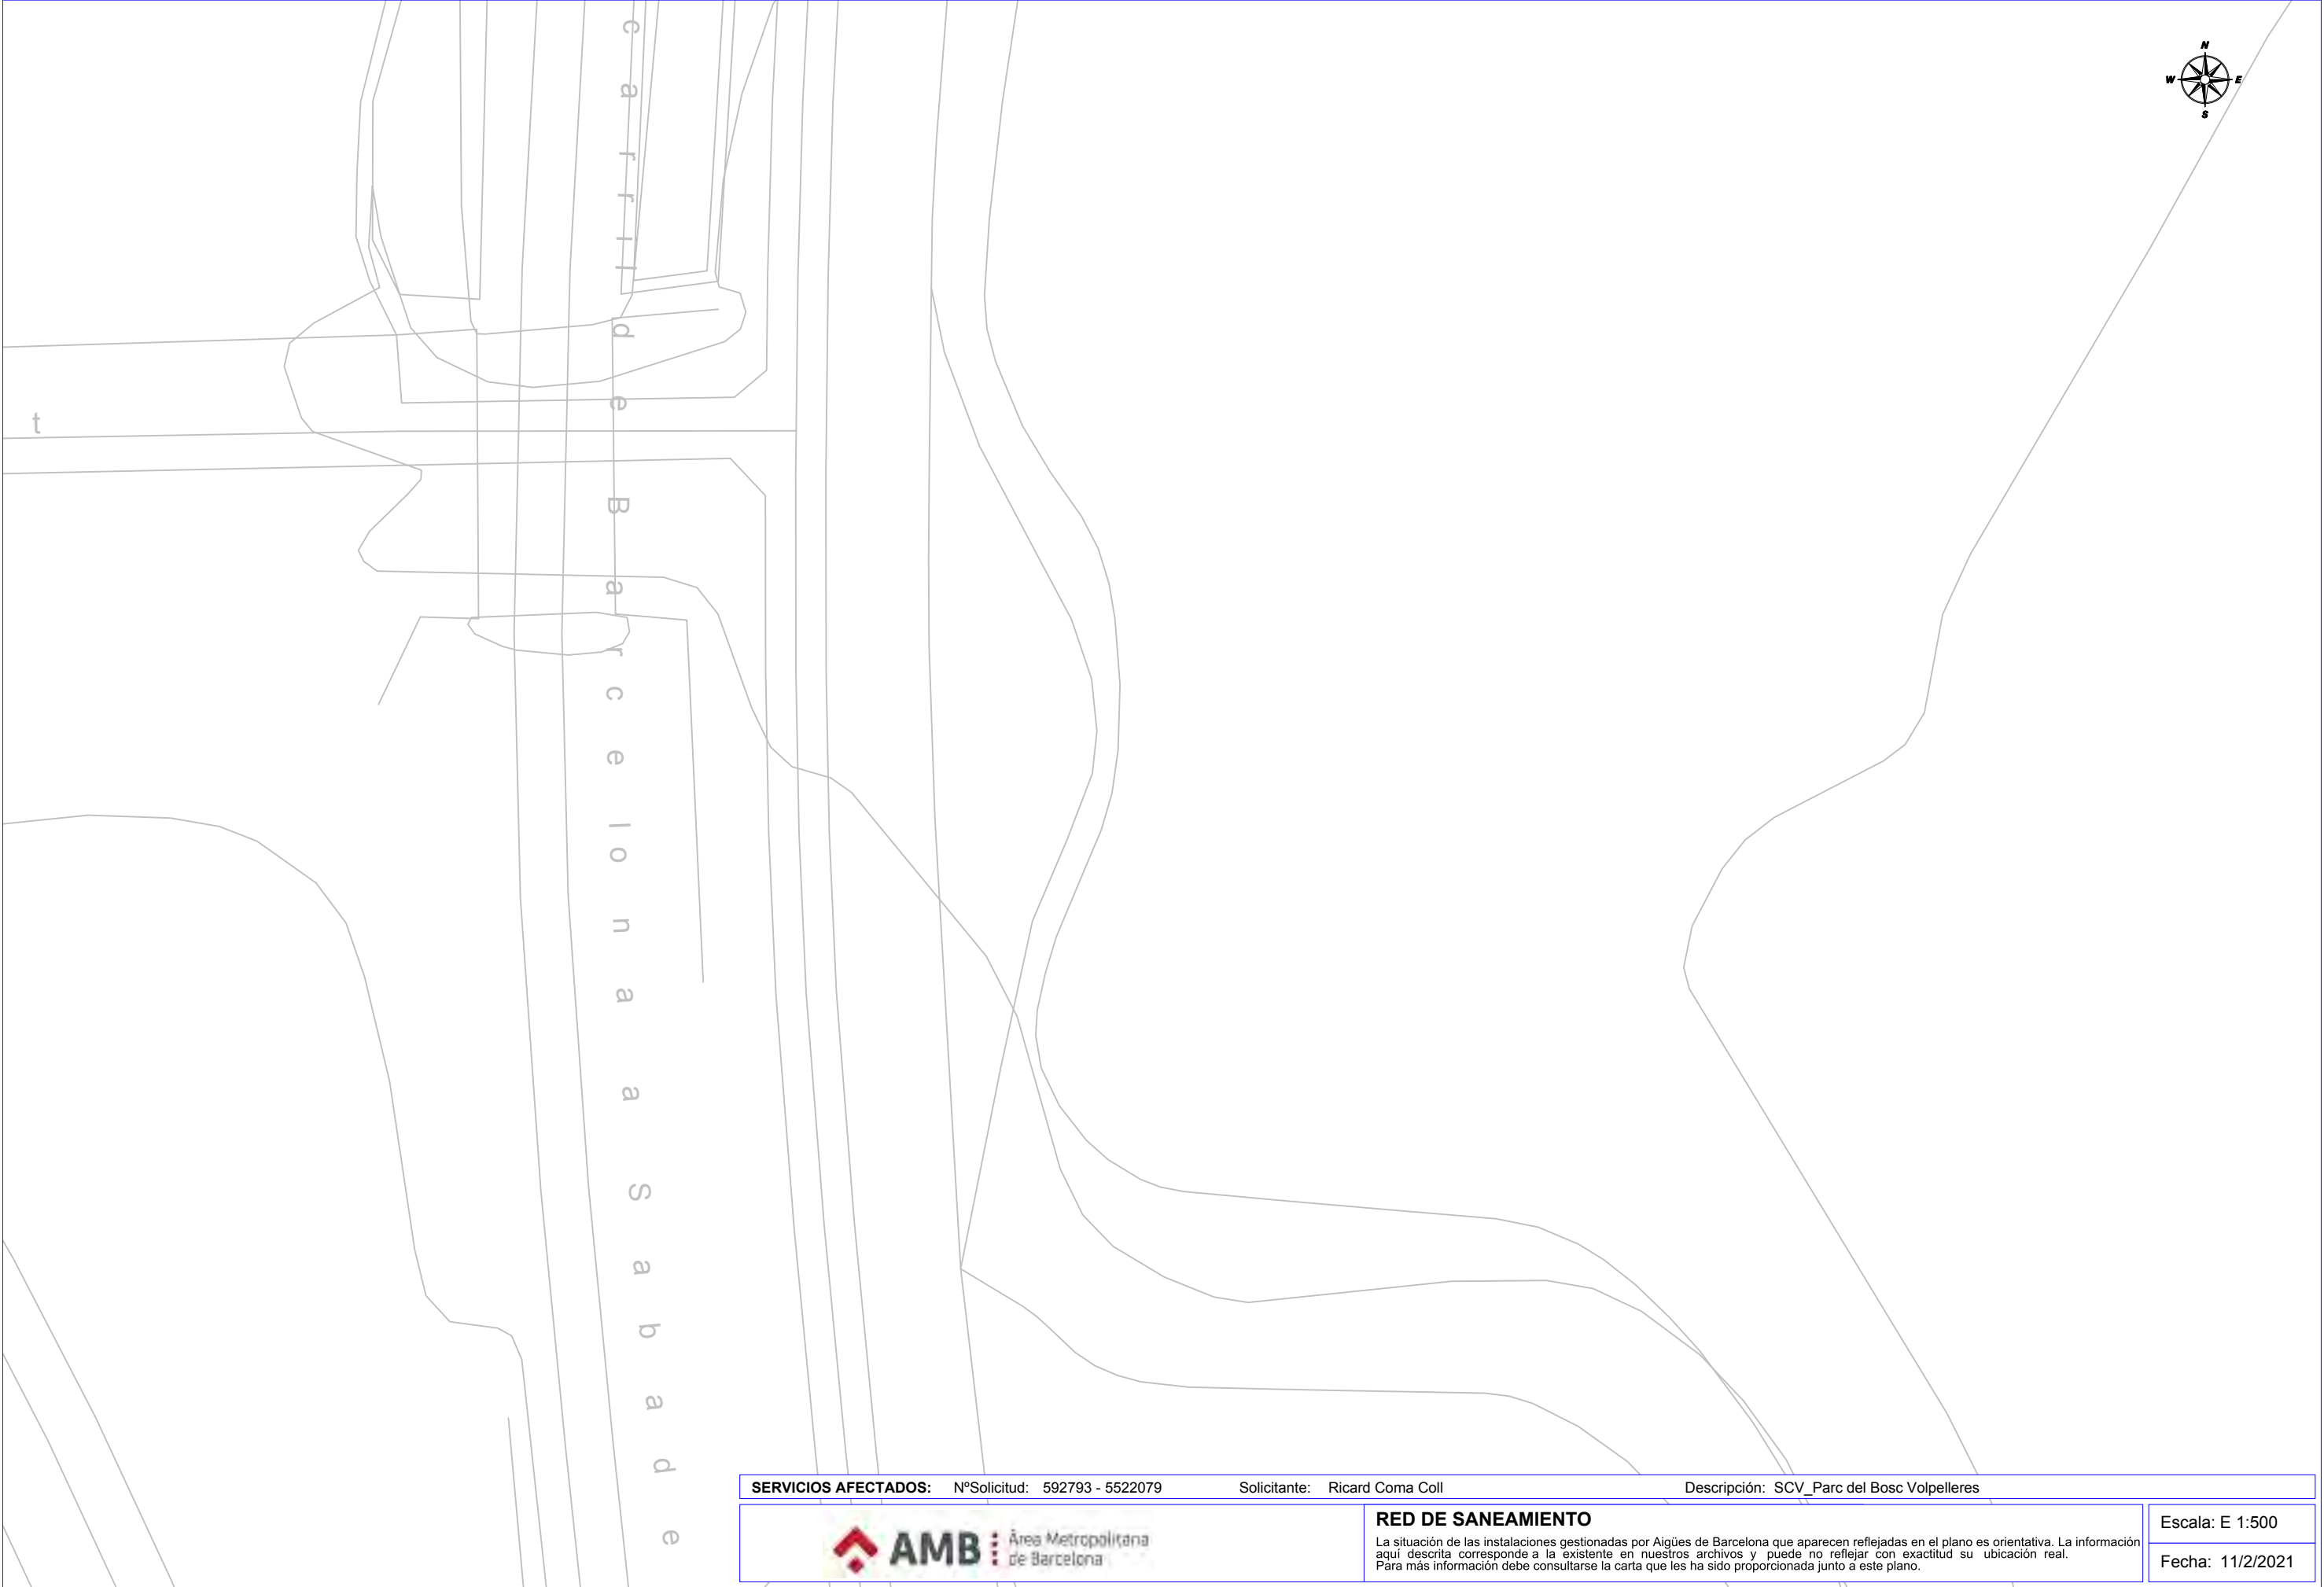 N
W E
S
c a r r i l d e B a r c e l o n a a S a b a d e
t
SERVICIOS AFECTADOS: NºSolicitud: 592793 - 5522079 Solicitante: Ricard Coma Coll Descripción: SCV_Parc del Bosc Volpelleres
AMB Àrea Metropolitana
de Barcelona
RED DE SANEAMIENTO
La situación de las instalaciones gestionadas por Aigües de Barcelona que aparecen reflejadas en el plano es orientativa. La información
aquí descrita corresponde a la existente en nuestros archivos y puede no reflejar con exactitud su ubicación real.
Para más información debe consultarse la carta que les ha sido proporcionada junto a este plano.
Escala: E 1:500
Fecha: 11/2/2021